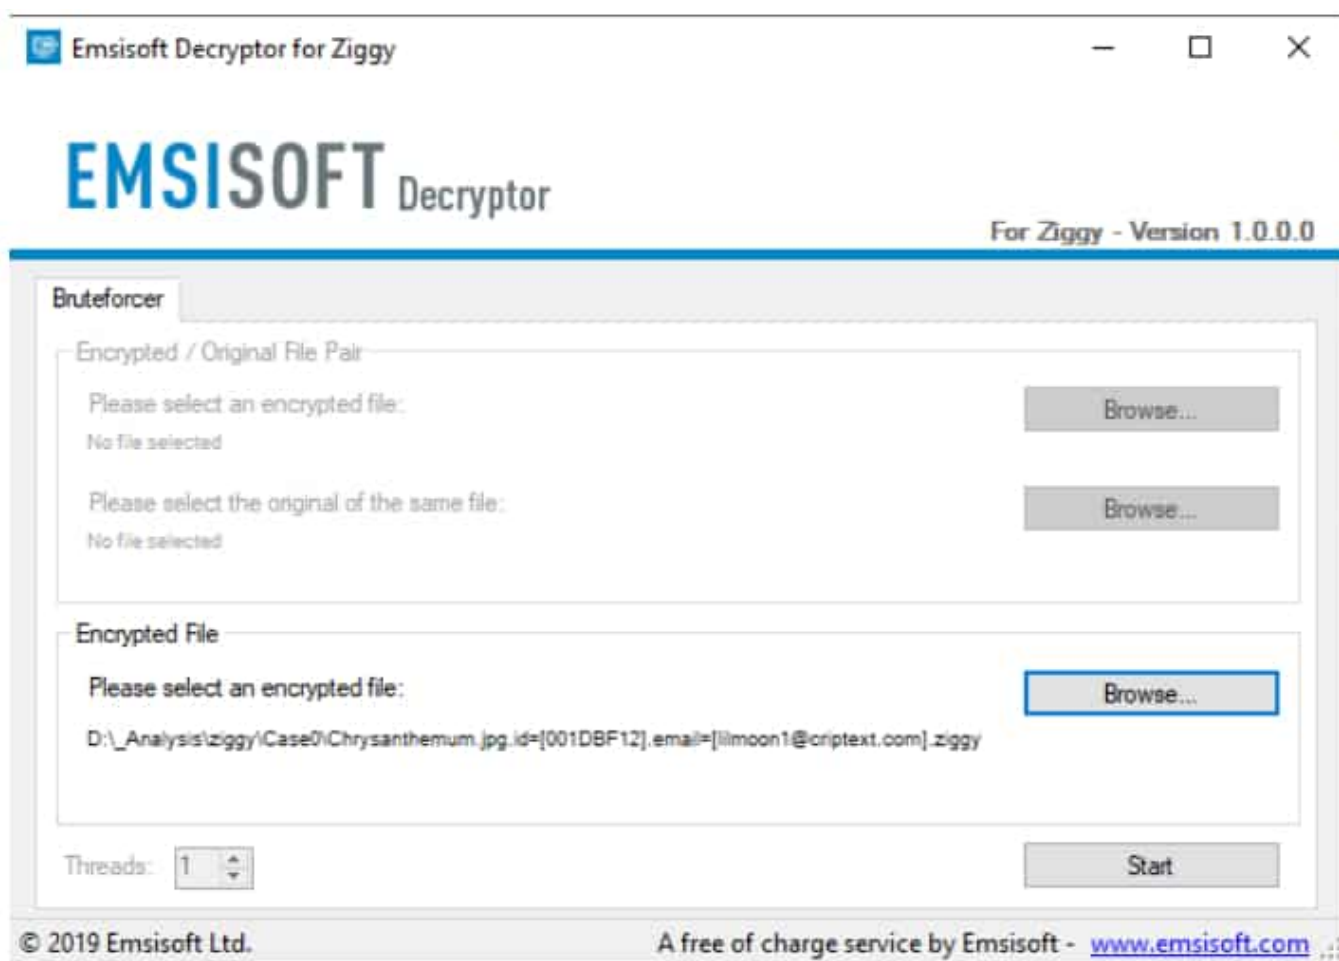 Emsisoft Decryptor for Ziggy
EMSISOFT Decryptor
For Ziggy - Version 1.0.0.0
Bruteforcer
Encrypted / Original File Pair
Please select an encrypted file:
Browse...
No file selected
Please select the original of the same file:
Browse...
No file selected
Encrypted File
Please select an encrypted file:
Browse...
D:\_Analysis\ziggy\Case0\Chrysanthemum.jpg.id=[001DBF12].email=[lilmoon1@criptext.com].ziggy
Threads: 1
Start
© 2019 Emsisoft Ltd.
A free of charge service by Emsisoft - www.emsisoft.com